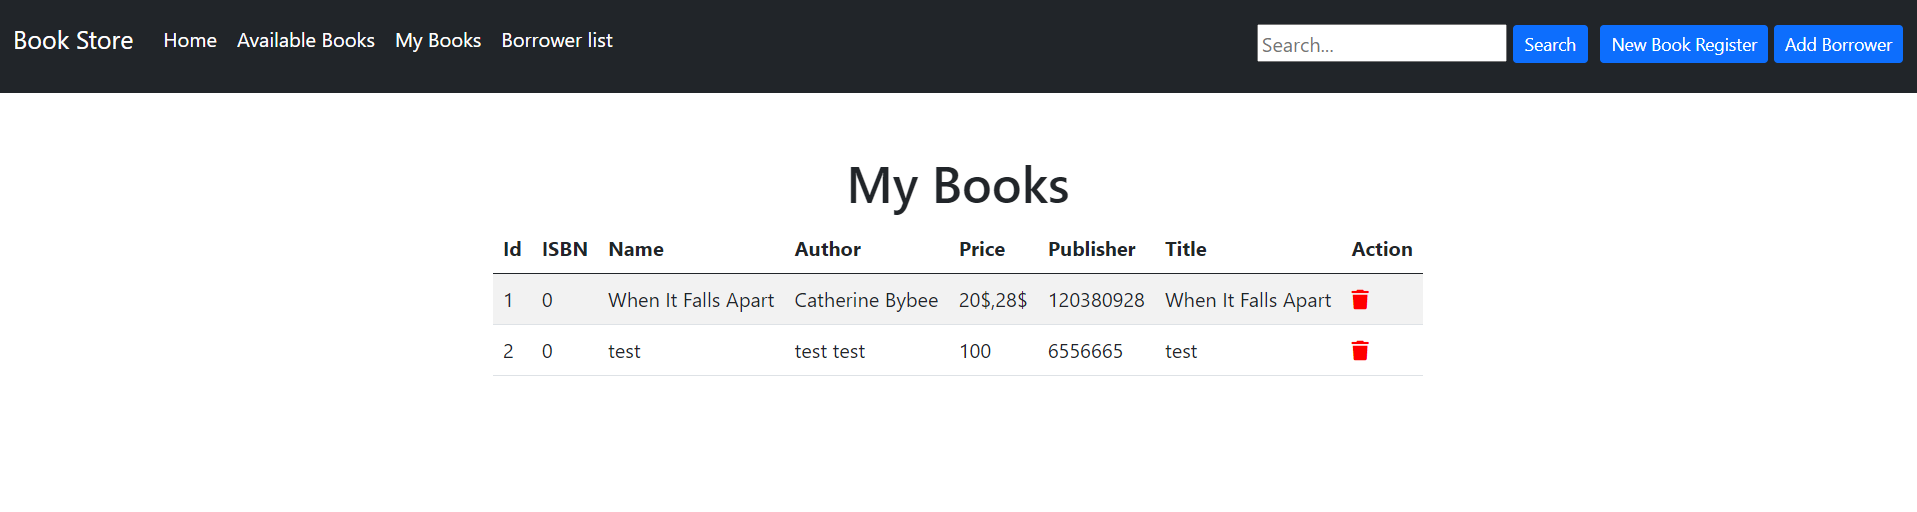 Book Store Home Available Books My Books Borrower list Search... Search New Book Register Add Borrower
My Books
Id ISBN Name Author Price Publisher Title Action
1 0 When It Falls Apart Catherine Bybee 20$,28$ 120380928 When It Falls Apart
2 0 test test test 100 6556665 test